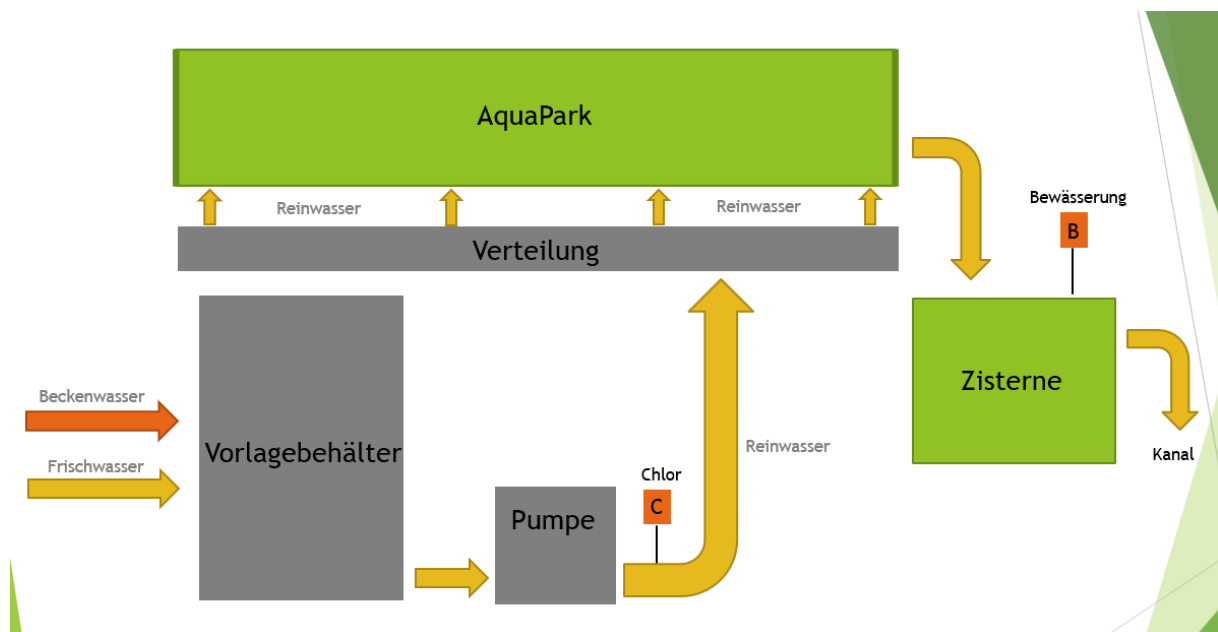 AquaPark
Reinwasser
Reinwasser
Verteilung
Bewässerung
B
Zisterne
Kanal
Beckenwasser
Frischwasser
Vorlagebehälter
Pumpe
Chlor
C
Reinwasser